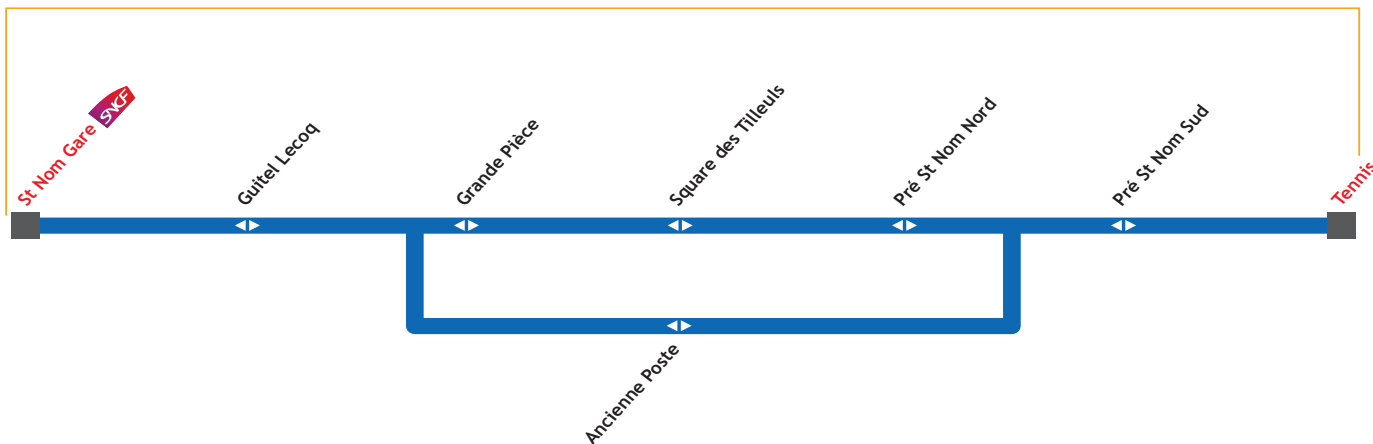 St Nom Gare
SNCF
Guitel Lecoq
Grande Pièce
Square des Tilleuls
Pré St Nom Nord
Pré St Nom Sud
Tennis
Ancienne Poste